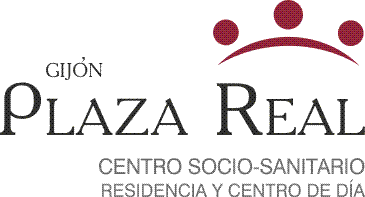 GIJÓN
PLAZA REAL
CENTRO SOCIO-SANITARIO
RESIDENCIA Y CENTRO DE DÍA